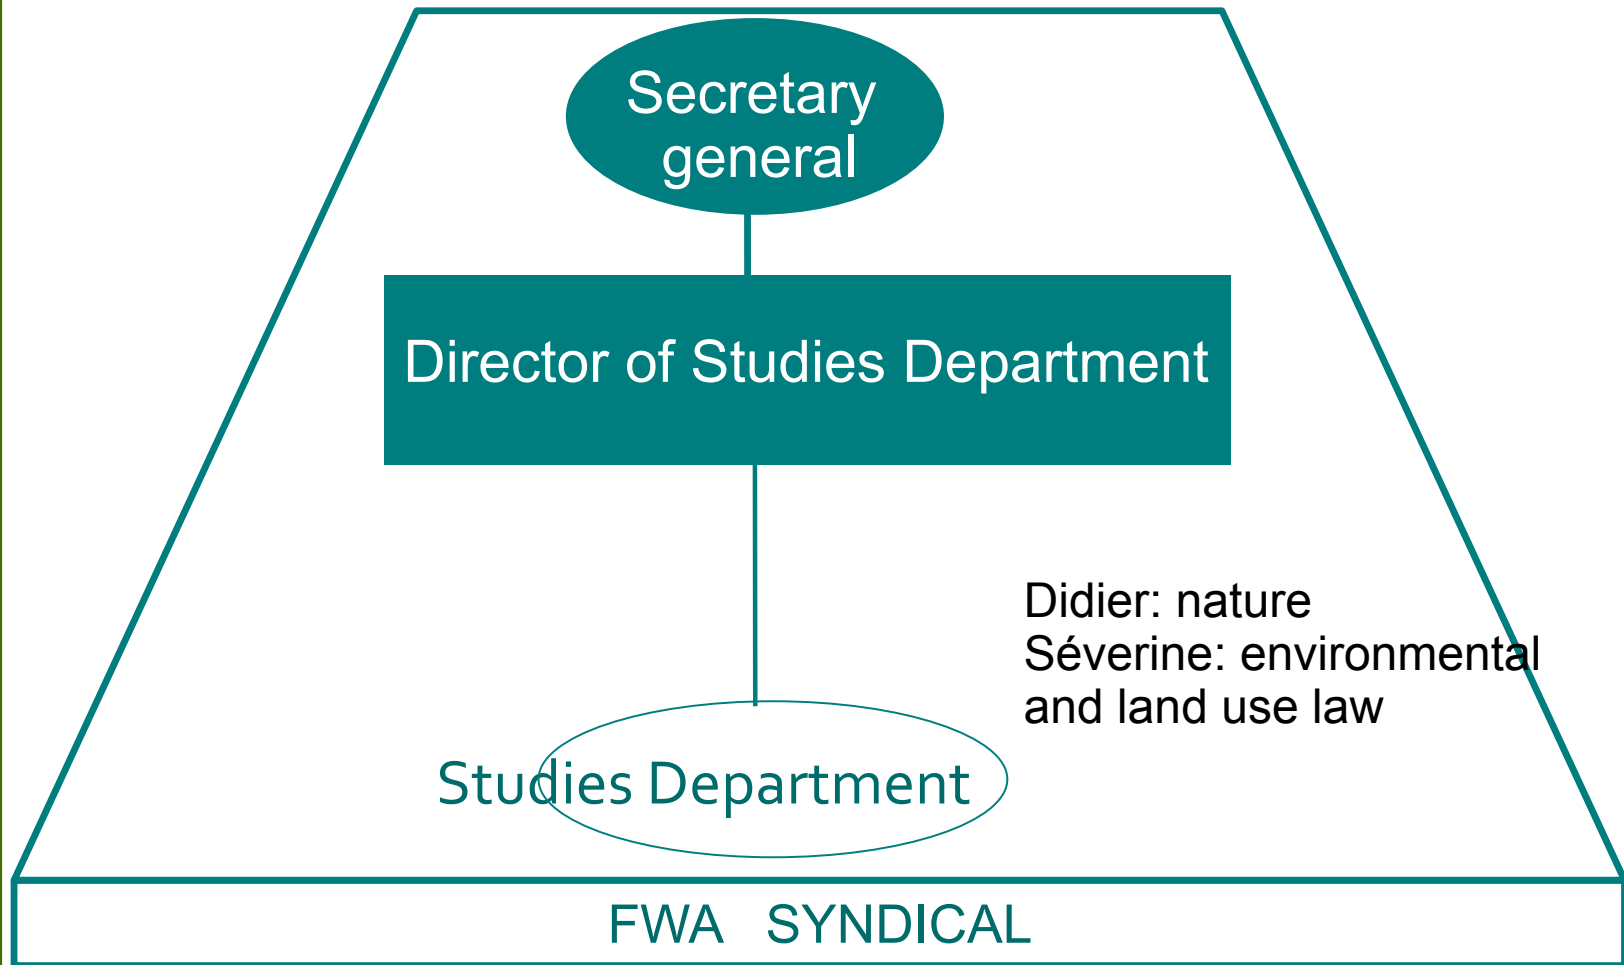 Secretary
general
Director of Studies Department
Didier: nature
Séverine: environmental
and land use law
Studies Department
FWA SYNDICAL